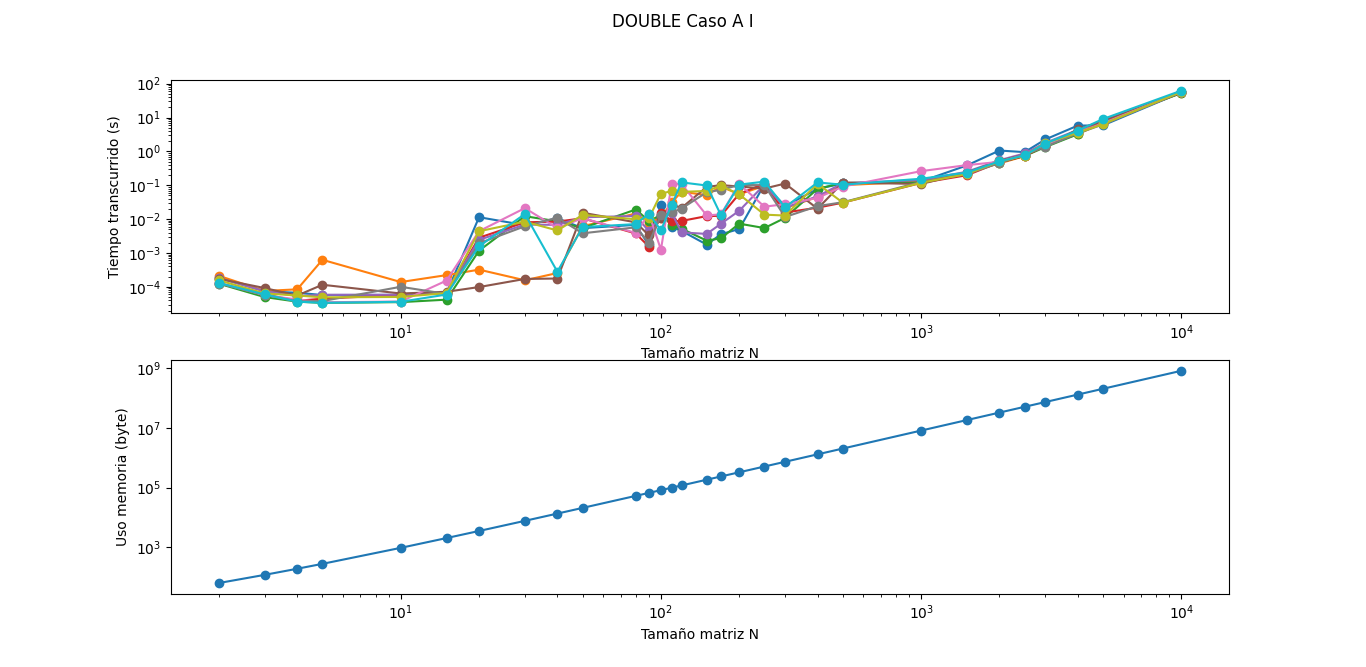 DOUBLE Caso A I
Tiempo transcurrido (s)
10²
10¹
10⁰
10⁻¹
10⁻²
10⁻³
10⁻⁴
10¹ 10² 10³ 10⁴
Tamaño matriz N
Uso memoria (byte)
10⁹
10⁷
10⁵
10³
10¹ 10² 10³ 10⁴
Tamaño matriz N